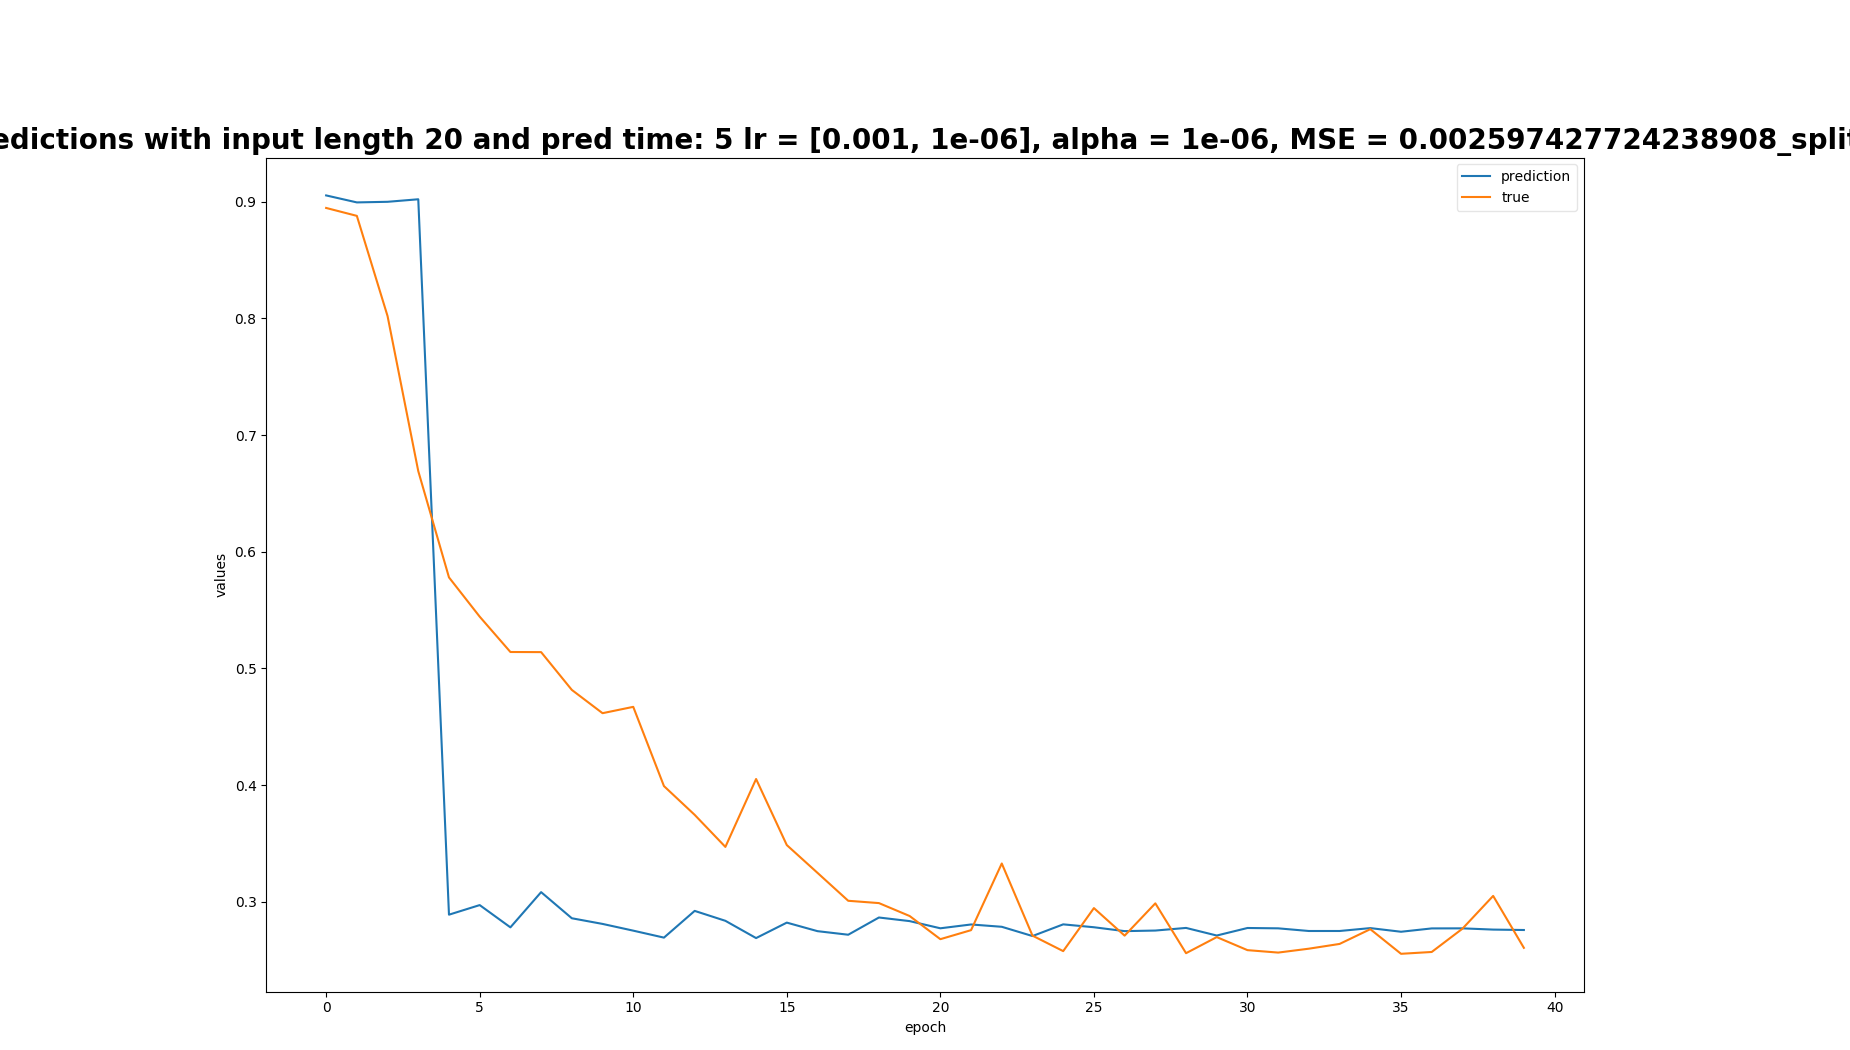 edictions with input length 20 and pred time: 5 lr = [0.001, 1e-06], alpha = 1e-06, MSE = 0.002597427724238908_split
prediction
true
0.9
0.8
0.7
0.6
0.5
0.4
0.3
values
0 5 10 15 20 25 30 35 40
epoch